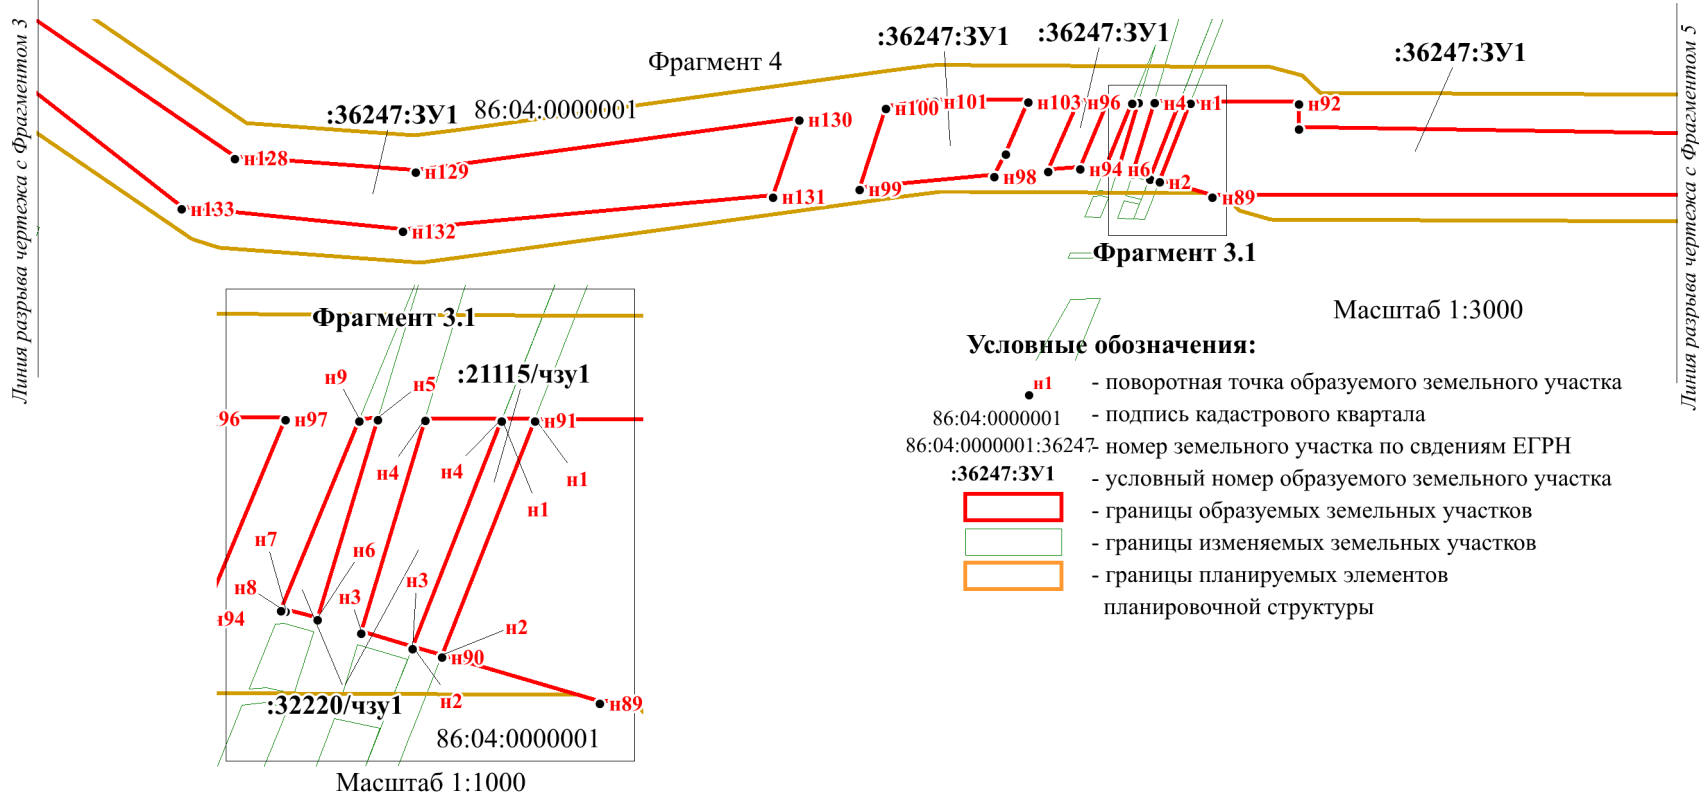 Линия разрыва чертежа с Фрагментом 3
Фрагмент 4
:36247:ЗУ1
:36247:ЗУ1
:36247:ЗУ1
:36247:ЗУ1
86:04:0000001
н128
н129
н130
н100
н101
н103
н96
н4
н1
н92
н133
н132
н131
н99
н98
н94
н6
н2
н89
Фрагмент 3.1
Линия разрыва чертежа с Фрагментом 5
Масштаб 1:3000
Фрагмент 3.1
:21115/чзу1
н9
н5
96
н97
н91
н4
н4
н1
н1
н7
н6
н8
н3
н3
н94
н2
н90
н2
н89
:32220/чзу1
86:04:0000001
Масштаб 1:1000
Условные обозначения:
н1 - поворотная точка образуемого земельного участка
86:04:0000001 - подпись кадастрового квартала
86:04:0000001:36247 - номер земельного участка по свдениям ЕГРН
:36247:ЗУ1 - условный номер образуемого земельного участка
- границы образуемых земельных участков
- границы изменяемых земельных участков
- границы планируемых элементов
планировочной структуры